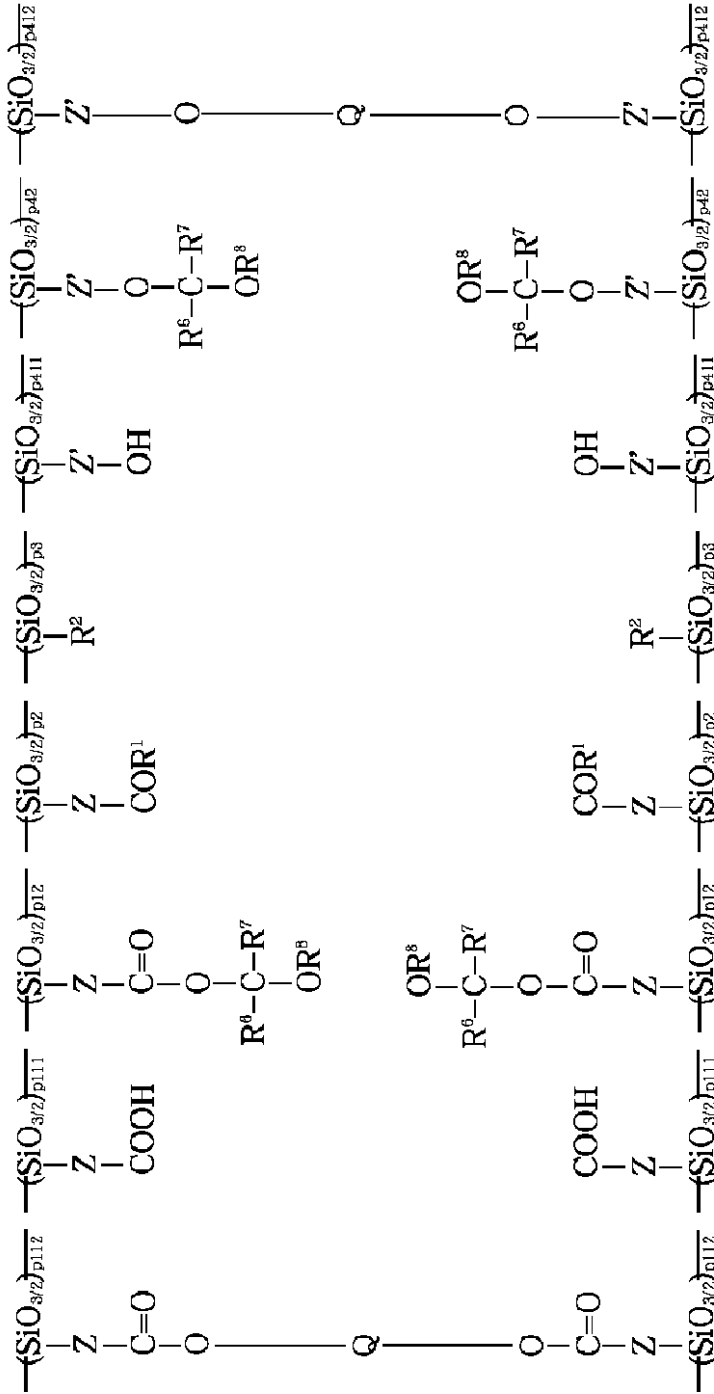 (SiO3/2)p112 (SiO3/2)p111 (SiO3/2)p12 (SiO3/2)p2 (SiO3/2)p3 (SiO3/2)p411 (SiO3/2)p42 (SiO3/2)p412
Z Z Z Z R² Z' Z' Z'
C=O COOH C=O COR¹ OH O
O O R⁶–C–R⁷ O
R⁶–C–R⁷ OR⁸
OR⁸
Q Q
OR⁸
R⁶–C–R⁷ OR⁸
O O R⁶–C–R⁷ O
C=O COOH C=O COR¹ OH O
Z Z Z Z R² Z' Z' Z'
(SiO3/2)p112 (SiO3/2)p111 (SiO3/2)p12 (SiO3/2)p2 (SiO3/2)p3 (SiO3/2)p411 (SiO3/2)p42 (SiO3/2)p412